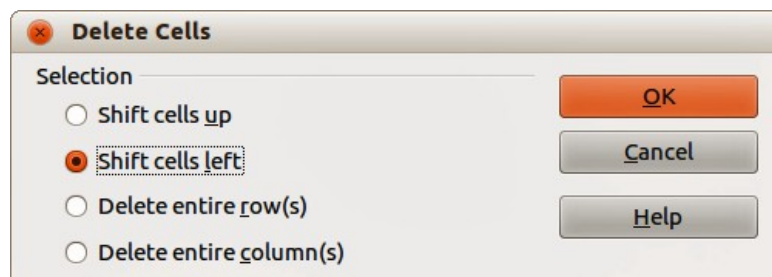 Delete Cells
Selection
Shift cells up
Shift cells left
Delete entire row(s)
Delete entire column(s)
OK
Cancel
Help